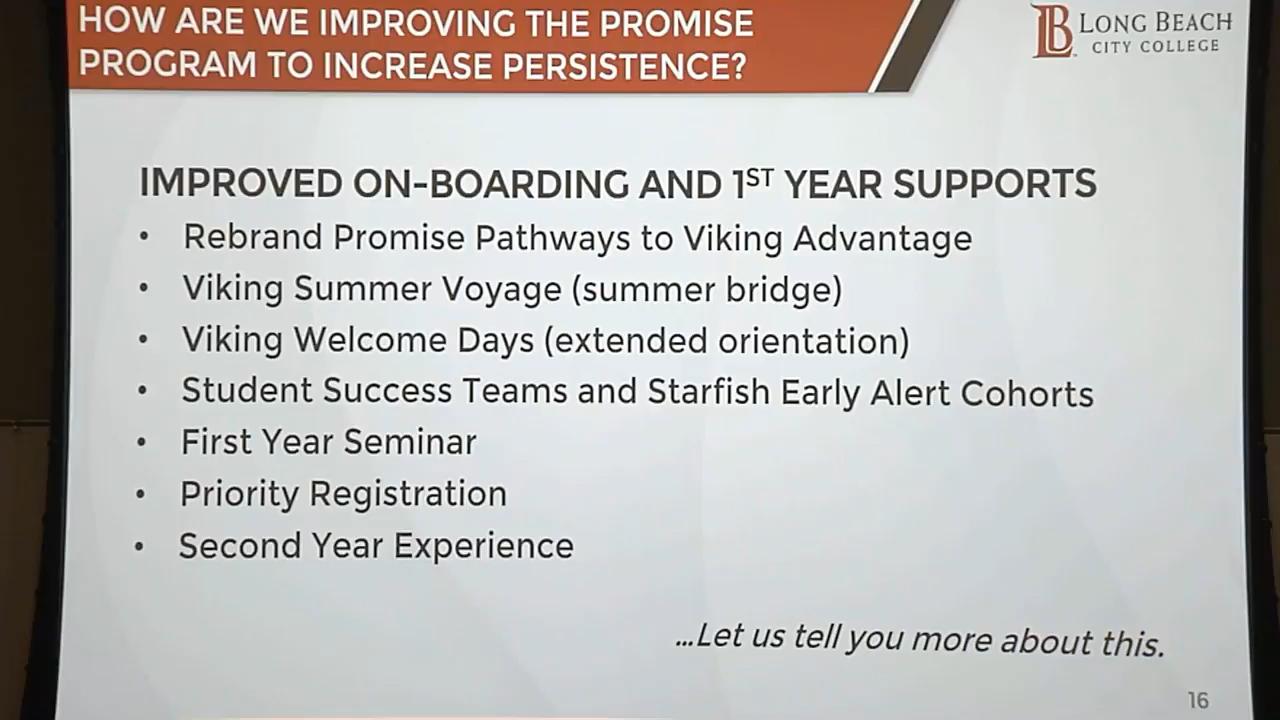 HOW ARE WE IMPROVING THE PROMISE
PROGRAM TO INCREASE PERSISTENCE?
LB LONG BEACH
CITY COLLEGE
IMPROVED ON-BOARDING AND 1ST YEAR SUPPORTS
• Rebrand Promise Pathways to Viking Advantage
• Viking Summer Voyage (summer bridge)
• Viking Welcome Days (extended orientation)
• Student Success Teams and Starfish Early Alert Cohorts
• First Year Seminar
• Priority Registration
• Second Year Experience
...Let us tell you more about this.
16